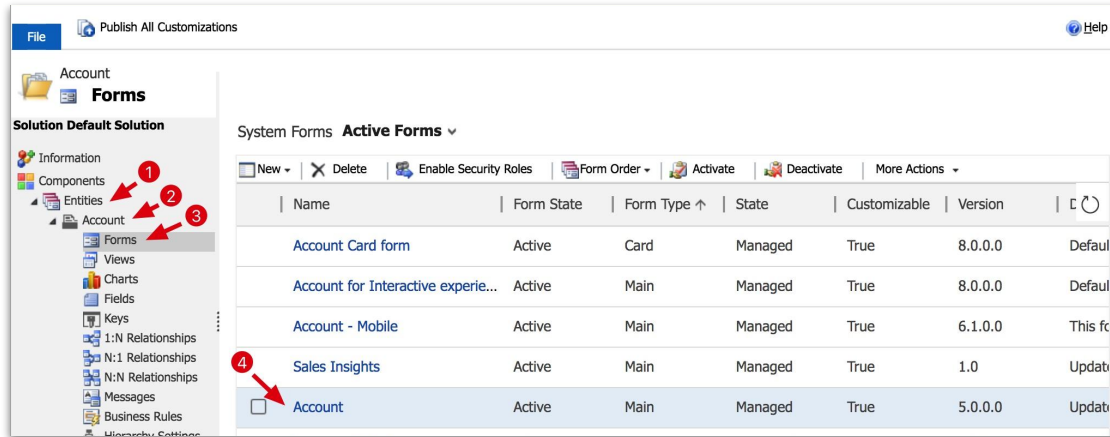 File
Publish All Customizations
Help
Account
Forms
Solution Default Solution
Information
Components
Entities
Account
Forms
Views
Charts
Fields
Keys
1:N Relationships
N:1 Relationships
N:N Relationships
Messages
Business Rules
Hierarchy Settings
1
2
3
System Forms Active Forms
New Delete Enable Security Roles Form Order Activate Deactivate More Actions
Name Form State Form Type ↑ State Customizable Version
Account Card form Active Card Managed True 8.0.0.0 Defaul
Account for Interactive experie... Active Main Managed True 8.0.0.0 Defaul
Account - Mobile Active Main Managed True 6.1.0.0 This fo
4
Sales Insights Active Main Managed True 1.0 Update
Account Active Main Managed True 5.0.0.0 Update